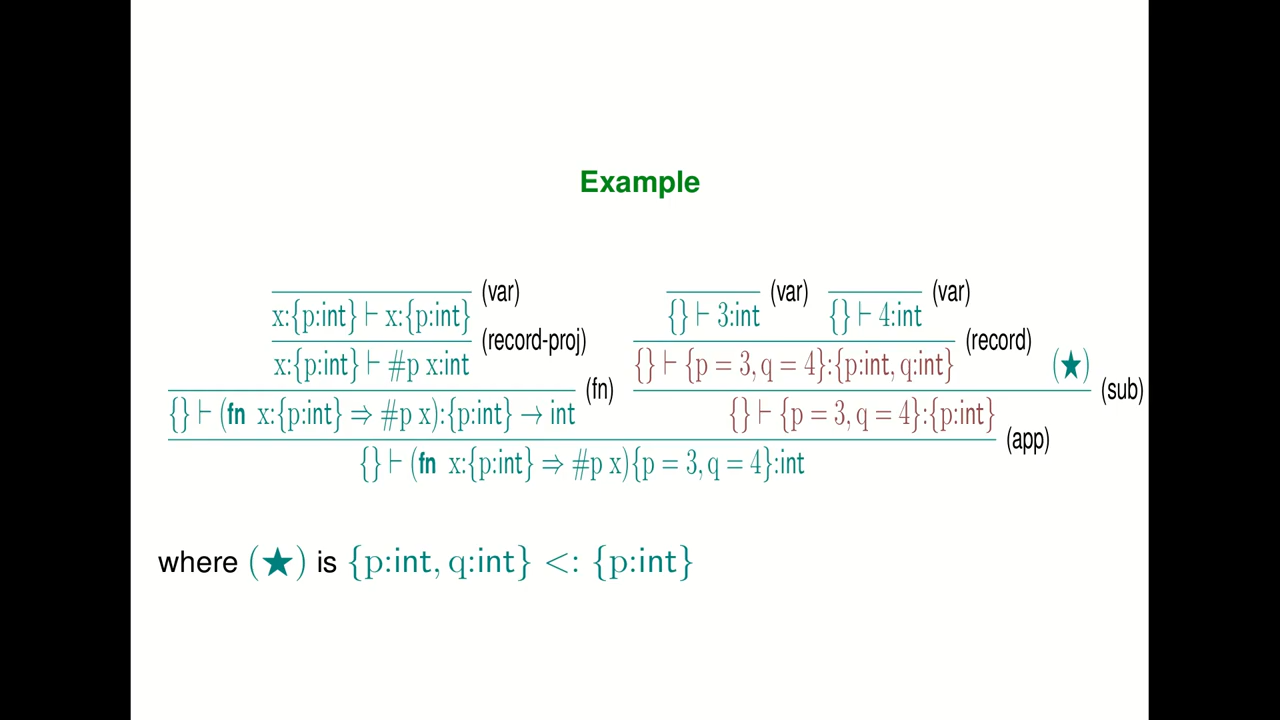 Example
(var) (var) (var)
x:{p:int} ⊢ x:{p:int} {} ⊢ 3:int {} ⊢ 4:int
(record-proj) (record)
x:{p:int} ⊢ #p x:int {} ⊢ {p = 3, q = 4}:{p:int, q:int} (★)
(fn) (sub)
{} ⊢ (fn x:{p:int} ⇒ #p x):{p:int} → int {} ⊢ {p = 3, q = 4}:{p:int}
(app)
{} ⊢ (fn x:{p:int} ⇒ #p x){p = 3, q = 4}:int
where (★) is {p:int, q:int} <: {p:int}